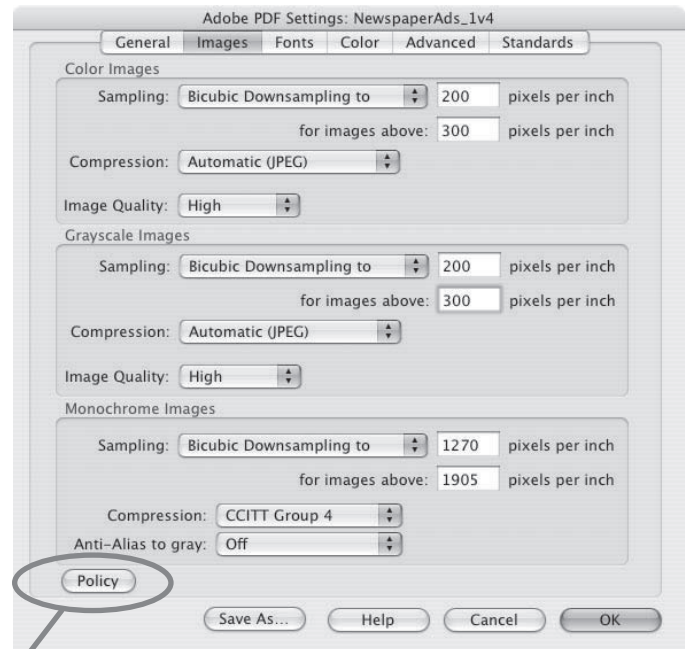 Adobe PDF Settings: NewspaperAds_1v4
General Images Fonts Color Advanced Standards
Color Images
Sampling: Bicubic Downsampling to 200 pixels per inch
for images above: 300 pixels per inch
Compression: Automatic (JPEG)
Image Quality: High
Grayscale Images
Sampling: Bicubic Downsampling to 200 pixels per inch
for images above: 300 pixels per inch
Compression: Automatic (JPEG)
Image Quality: High
Monochrome Images
Sampling: Bicubic Downsampling to 1270 pixels per inch
for images above: 1905 pixels per inch
Compression: CCITT Group 4
Anti-Alias to gray: Off
Policy
Save As... Help Cancel OK